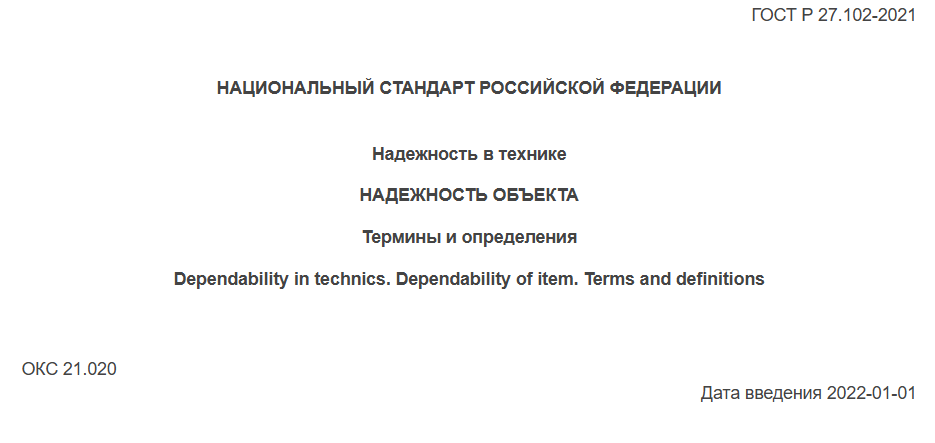 ГОСТ Р 27.102-2021
НАЦИОНАЛЬНЫЙ СТАНДАРТ РОССИЙСКОЙ ФЕДЕРАЦИИ
Надежность в технике
НАДЕЖНОСТЬ ОБЪЕКТА
Термины и определения
Dependability in technics. Dependability of item. Terms and definitions
ОКС 21.020
Дата введения 2022-01-01